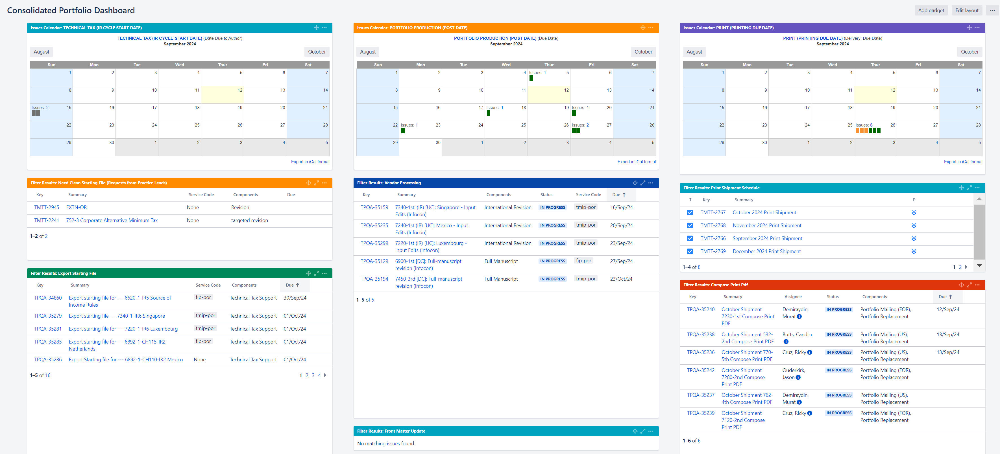 Consolidated Portfolio Dashboard
Add gadget Edit layout
Issues Calendar: TECHNICAL TAX (IR CYCLE START DATE)
TECHNICAL TAX (IR CYCLE START DATE) (Date Due to Author)
September 2024
August October
Sun Mon Tue Wed Thur Fri Sat
1 2 3 4 5 6 7
8 9 10 11 12 13 14
Issues: 2 15 16 17 18 19 20 21
22 23 24 25 26 27 28
29 30 1 2 3 4 5
Export in iCal format
Filter Results: Need Clean Starting File (Requests from Practice Leads)
Key Summary Service Code Components Due
TMTT-2945 EXTN-OR None Revision
TMTT-2241 752-3 Corporate Alternative Minimum Tax None targeted revision
1–2 of 2
Filter Results: Export Starting File
Key Summary Service Code Components Due
TPQA-34860 Export starting file for --- 6620-1-IR5 Source of fip-por Technical Tax Support 30/Sep/24
Income Rules
TPQA-35279 Export starting file --- 7340-1-IR6 Singapore tmip-por Technical Tax Support 01/Oct/24
TPQA-35281 Export starting file for --- 7220-1-IR6 Luxembourg tmip-por Technical Tax Support 01/Oct/24
TPQA-35285 Export starting file for --- 6892-1-CH115-IR2 fip-por Technical Tax Support 01/Oct/24
Netherlands
TPQA-35286 Export Starting file for --- 6892-1-CH110-IR2 Mexico None Technical Tax Support 01/Oct/24
1–5 of 16 1 2 3 4
Issues Calendar: PORTFOLIO PRODUCTION (POST DATE)
PORTFOLIO PRODUCTION (POST DATE) (Due Date)
September 2024
August October
Sun Mon Tue Wed Thur Fri Sat
1 2 3 4 Issues: 1 5 6 7
8 9 10 11 12 13 14
15 16 17 Issues: 1 18 19 Issues: 1 20 21
22 Issues: 1 23 24 25 26 Issues: 2 27 28
29 30 1 2 3 4 5
Export in iCal format
Filter Results: Vendor Processing
Key Summary Components Status Service Code Due
TPQA-35159 7340-1st: (IR) [UC]: Singapore - Input International Revision IN PROGRESS tmip-por 16/Sep/24
Edits (Infocon)
TPQA-35235 7240-1st (IR) [UC]: Mexico - Input International Revision IN PROGRESS tmip-por 20/Sep/24
Edits (Infocon)
TPQA-35299 7220-1st (IR) [UC]: Luxembourg - International Revision IN PROGRESS tmip-por 23/Sep/24
Input Edits (Infocon)
TPQA-35129 6900-1st [DC]: Full-manuscript Full Manuscript IN PROGRESS fip-por 27/Sep/24
revision (Infocon)
TPQA-35194 7450-3rd [DC]: Full-manuscript Full Manuscript IN PROGRESS tmip-por 23/Oct/24
revision (Infocon)
1–5 of 5
Filter Results: Front Matter Update
No matching issues found.
Issues Calendar: PRINT (PRINTING DUE DATE)
PRINT (PRINTING DUE DATE) (Delivery: Due Date)
September 2024
August October
Sun Mon Tue Wed Thur Fri Sat
1 2 3 4 5 6 7
8 9 10 11 12 13 14
15 16 17 18 19 20 21
22 23 24 25 Issues: 6 26 27 28
29 30 1 2 3 4 5
Export in iCal format
Filter Results: Print Shipment Schedule
T Key Summary P
TMTT-2767 October 2024 Print Shipment
TMTT-2768 November 2024 Print Shipment
TMTT-2766 September 2024 Print Shipment
TMTT-2769 December 2024 Print Shipment
1–4 of 8 1 2
Filter Results: Compose Print Pdf
Key Summary Assignee Status Components Due
TPQA-35240 October Shipment Demiraydin, IN PROGRESS Portfolio Mailing (FOR), 12/Sep/24
7230-1st Compose Print Murat Portfolio Replacement
PDF
TPQA-35238 October Shipment 532- Butts, Candice IN PROGRESS Portfolio Mailing (US), 13/Sep/24
2nd Compose Print PDF Portfolio Replacement
TPQA-35236 October Shipment 770- Cruz, Ricky IN PROGRESS Portfolio Mailing (US), 13/Sep/24
5th Compose Print PDF Portfolio Replacement
TPQA-35242 October Shipment Ouderkirk, IN PROGRESS Portfolio Mailing (FOR),
7280-2nd Compose Jason Portfolio Replacement
Print PDF
TPQA-35237 October Shipment 762- Demiraydin, IN PROGRESS Portfolio Mailing (US),
4th Compose Print PDF Murat Portfolio Replacement
TPQA-35239 October Shipment Cruz, Ricky IN PROGRESS Portfolio Mailing (FOR),
7120-2nd Compose Portfolio Replacement
Print PDF
1–6 of 6